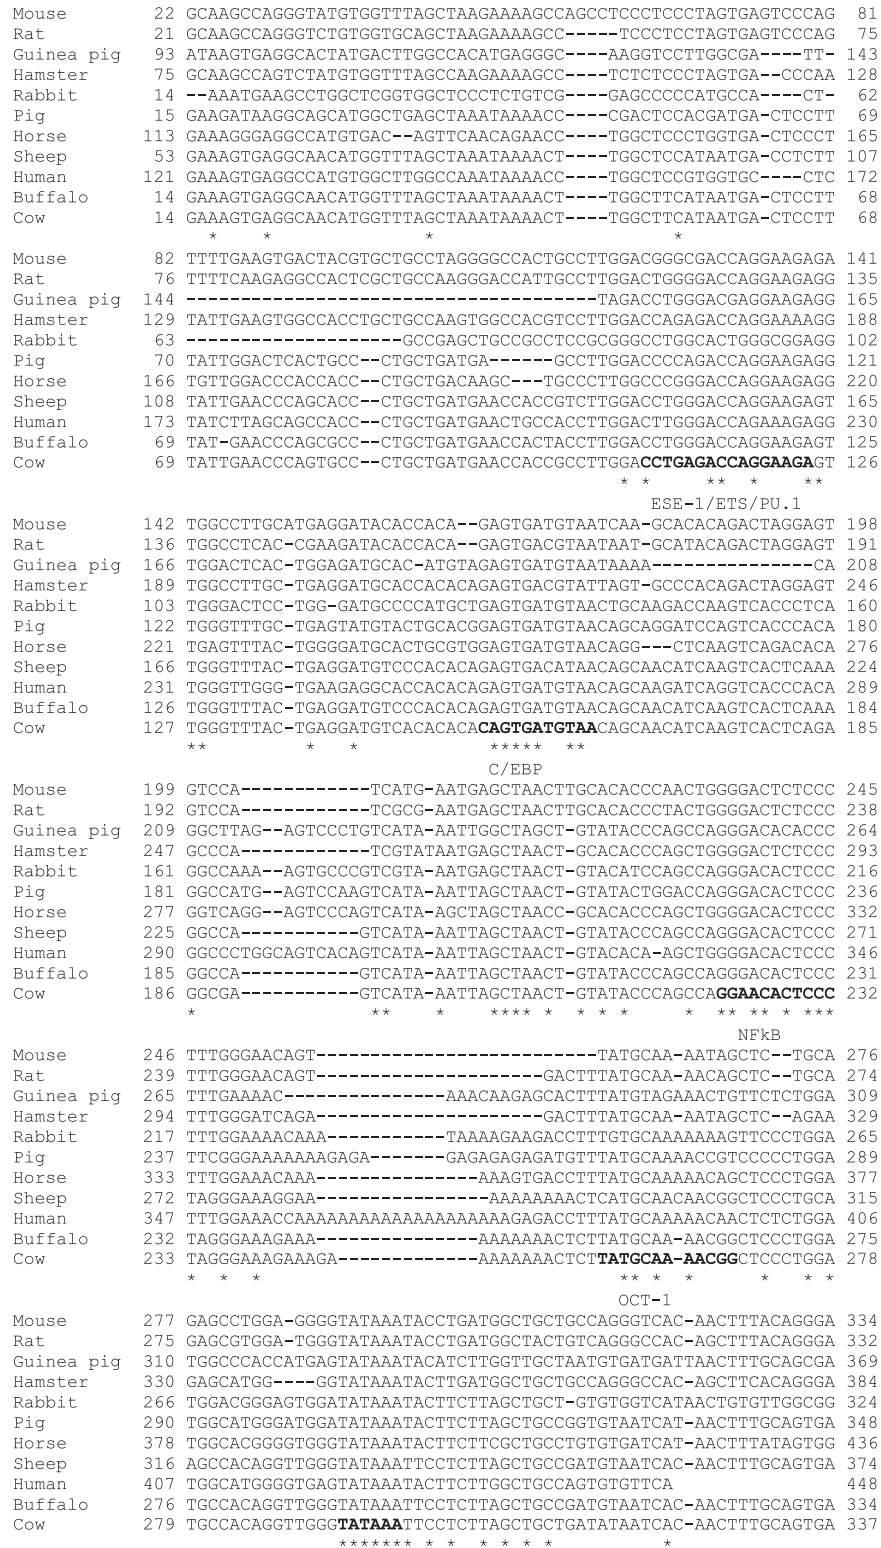 Mouse 22 GCAAGCCAGGGTATGTGGTTTAGCTAAGAAAAGCCAGCCTCCCTCCCTAGTGAGTCCCAG 81
Rat 21 GCAAGCCAGGGTCTGTGGTGCAGCTAAGAAAAGCC-----TCCCTCCTAGTGAGTCCCAG 75
Guinea pig 93 ATAAGTGAGGCACTATGACTTGGCCACATGAGGGC----AAGGTCCTTGGCGA----TT- 143
Hamster 75 GCAAGCCAGTCTATGTGGTTTAGCCAAGAAAAGCC----TCTCTCCCTAGTGA--CCCAA 128
Rabbit 14 --AAATGAAGCCTGGCTCGGTGGCTCCCTCTGTCG----GAGCCCCCATGCCA----CT- 62
Pig 15 GAAGATAAGGCAGCATGGCTGAGCTAAATAAAACC----CGACTCCACGATGA-CTCCTT 69
Horse 113 GAAAGGGAGGCCATGTGAC--AGTTCAACAGAACC----TGGCTCCCTGGTGA-CTCCCT 165
Sheep 53 GAAAGTGAGGCAACATGGTTTAGCTAAATAAAACT----TGGCTCCATAATGA-CCTCTT 107
Human 121 GAAAGTGAGGCCATGTGGCTTGGCCAAATAAAACC----TGGCTCCGTGGTGC----CTC 172
Buffalo 14 GAAAGTGAGGCAACATGGTTTAGCTAAATAAAACT----TGGCTTCATAATGA-CTCCTT 68
Cow 14 GAAAGTGAGGCAACATGGTTTAGCTAAATAAAACT----TGGCTTCATAATGA-CTCCTT 68
* * * *
Mouse 82 TTTTGAAGTGACTACGTGCTGCCTAGGGGCCACTGCCTTGGACGGGCGACCAGGAAGAGA 141
Rat 76 TTTTCAAGAGGCCACTCGCTGCCAAGGGACCATTGCCTTGGACTGGGGACCAGGAAGAGG 135
Guinea pig 144 --------------------------------------TAGACCTGGGACGAGGAAGAGG 165
Hamster 129 TATTGAAGTGGCCACCTGCTGCCAAGTGGCCACGTCCTTGGACCAGAGACCAGGAAAAGG 188
Rabbit 63 --------------------GCCGAGCTGCCGCCTCCGCGGGCCTGGCACTGGGCGGAGG 102
Pig 70 TATTGGACTCACTGCC--CTGCTGATGA------GCCTTGGACCCCAGACCAGGAAGAGG 121
Horse 166 TGTTGGACCCACCACC--CTGCTGACAAGC---TGCCCTTGGCCCGGGACCAGGAAGAGG 220
Sheep 108 TATTGAACCCAGCACC--CTGCTGATGAACCACCGTCTTGGACCTGGGACCAGGAAGAGT 165
Human 173 TATCTTAGCAGCCACC--CTGCTGATGAACTGCCACCTTGGACTTGGGACCAGAAAGAGG 230
Buffalo 69 TAT-GAACCCAGCGCC--CTGCTGATGAACCACTACCTTGGACCTGGGACCAGGAAGAGT 125
Cow 69 TATTGAACCCAGTGCC--CTGCTGATGAACCACCGCCTTGGACCTGAGACCAGGAAGAGT 126
* * ** * **
ESE-1/ETS/PU.1
Mouse 142 TGGCCTTGCATGAGGATACACCACA--GAGTGATGTAATCAA-GCACACAGACTAGGAGT 198
Rat 136 TGGCCTCAC-CGAAGATACACCACA--GAGTGACGTAATAAT-GCATACAGACTAGGAGT 191
Guinea pig 166 TGGACTCAC-TGGAGATGCAC-ATGTAGAGTGATGTAATAAAA---------------CA 208
Hamster 189 TGGCCTTGC-TGAGGATGCACCACACAGAGTGACGTATTAGT-GCCCACAGACTAGGAGT 246
Rabbit 103 TGGGACTCC-TGG-GATGCCCCATGCTGAGTGATGTAACTGCAAGACCAAGTCACCCTCA 160
Pig 122 TGGGTTTGC-TGAGTATGTACTGCACGGAGTGATGTAACAGCAGGATCCAGTCACCCACA 180
Horse 221 TGAGTTTAC-TGGGGATGCACTGCGTGGAGTGATGTAACAGG---CTCAAGTCAGACACA 276
Sheep 166 TGGGTTTAC-TGAGGATGTCCCACACAGAGTGACATAACAGCAACATCAAGTCACTCAAA 224
Human 231 TGGGTTGGG-TGAAGAGGCACCACACAGAGTGATGTAACAGCAAGATCAGGTCACCCACA 289
Buffalo 126 TGGGTTTAC-TGAGGATGTCCCACACAGAGTGATGTAACAGCAACATCAAGTCACTCAAA 184
Cow 127 TGGGTTTAC-TGAGGATGTCACACACACAGTGATGTAACAGCAACATCAAGTCACTCAGA 185
** * * ***** **
C/EBP
Mouse 199 GTCCA------------TCATG-AATGAGCTAACTTGCACACCCAACTGGGGACTCTCCC 245
Rat 192 GTCCA------------TCGCG-AATGAGCTAACTTGCACACCCTACTGGGGACTCTCCC 238
Guinea pig 209 GGCTTAG--AGTCCCTGTCATA-AATTGGCTAGCT-GTATACCCAGCCAGGGACACACCC 264
Hamster 247 GCCCA------------TCGTATAATGAGCTAACT-GCACACCCAGCTGGGGACTCTCCC 293
Rabbit 161 GGCCAAA--AGTGCCCGTCGTA-AATGAGCTAACT-GTACATCCAGCCAGGGACACTCCC 216
Pig 181 GGCCATG--AGTCCAAGTCATA-AATTAGCTAACT-GTATACTGGACCAGGGACACTCCC 236
Horse 277 GGTCAGG--AGTCCCAGTCATA-AGCTAGCTAACC-GCACACCCAGCTGGGGACACTCCC 332
Sheep 225 GGCCA-----------GTCATA-AATTAGCTAACT-GTATACCCAGCCAGGGACACTCCC 271
Human 290 GGCCCTGGCAGTCACAGTCATA-AATTAGCTAACT-GTACACA-AGCTGGGGACACTCCC 346
Buffalo 185 GGCCA-----------GTCATA-AATTAGCTAACT-GTATACCCAGCCAGGGACACTCCC 231
Cow 186 GGCGA-----------GTCATA-AATTAGCTAACT-GTATACCCAGCCAGGAACACTCCC 232
* ** * **** * * * * ** ** * ***
NFkB
Mouse 246 TTTGGGAACAGT--------------------------TATGCAA-AATAGCTC--TGCA 276
Rat 239 TTTGGGAACAGT---------------------GACTTTATGCAA-AACAGCTC--TGCA 274
Guinea pig 265 TTTGAAAAC---------------AAACAAGAGCACTTTATGTAGAAACTGTTCTCTGGA 309
Hamster 294 TTTGGGATCAGA---------------------GACTTTATGCAA-AATAGCTC--AGAA 329
Rabbit 217 TTTGGAAAACAAA-----------TAAAAGAAGACCTTTGTGCAAAAAAAGTTCCCTGGA 265
Pig 237 TTCGGGAAAAAAAGAGA-------GAGAGAGAGATGTTTATGCAAAACCGTCCCCCTGGA 289
Horse 333 TTTGGAAACAAA---------------AAAGTGACCTTTATGCAAAAACAGCTCCCTGGA 377
Sheep 272 TAGGGAAAGGAA----------------AAAAAAAACTCATGCAACAACGGCTCCCTGCA 315
Human 347 TTTGGAAACCAAAAAAAAAAAAAAAAAAAAGAGACCTTTATGCAAAAACAACTCTCTGGA 406
Buffalo 232 TAGGGAAAGAAA---------------AAAAAAAACTCTTATGCAA-AACGGCTCCCTGGA 275
Cow 233 TAGGGAAAGAAAGA-------------AAAAAAACTCTTATGCAA-AACGGCTCCCTGGA 278
* * * ** * * * * *
OCT-1
Mouse 277 GAGCCTGGA-GGGGTATAAATACCTGATGGCTGCTGCCAGGGTCAC-AACTTTACAGGGA 334
Rat 275 GAGCGTGGA-TGGGTATAAATACCTGATGGCTACTGTCAGGGCCAC-AGCTTTACAGGGA 332
Guinea pig 310 TGGCCCACCATGAGTATAAATACATCTTGGTTGCTAATGTGATGATTAACTTTGCAGCGA 369
Hamster 330 GAGCATGG----GGTATAAATACTTGATGGCTGCTGCCAGGGCCAC-AGCTTCACAGGGA 384
Rabbit 266 TGGACGGGAGTGGATATAAATACTTCTTAGCTGCT-GTGTGGTCATAACTGTGTTGGCGG 324
Pig 290 TGGCATGGGATGGATATAAATACTTCTTAGCTGCCGGTGTAATCAT-AACTTTGCAGTGA 348
Horse 378 TGGCACGGGGTGGGTATAAATACTTCTTCGCTGCCTGTGTGATCAT-AACTTTATAGTGG 436
Sheep 316 AGCCACAGGTTGGGTATAAATTCCTCTTAGCTGCCGATGTAATCAC-AACTTTGCAGTGA 374
Human 407 TGGCATGGGGTGAGTATAAATACTTCTTGGCTGCCAGTGTGTTCA 448
Buffalo 276 TGCCACAGGTTGGGTATAAATTCCTCTTAGCTGCCGATGTAATCAC-AACTTTGCAGTGA 334
Cow 279 TGCCACAGGTTGGGTATAAATTCCTCTTAGCTGCTGATATAATCAC-AACTTTGCAGTGA 337
******* * * * * * * *